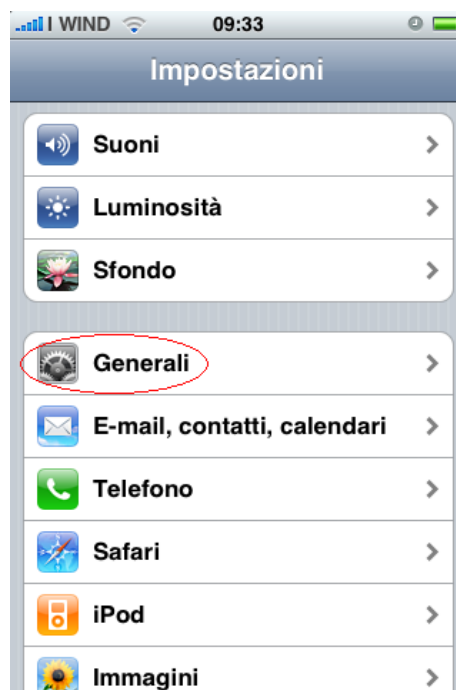 I WIND 09:33
Impostazioni
Suoni
Luminosità
Sfondo
Generali
E-mail, contatti, calendari
Telefono
Safari
iPod
Immagini